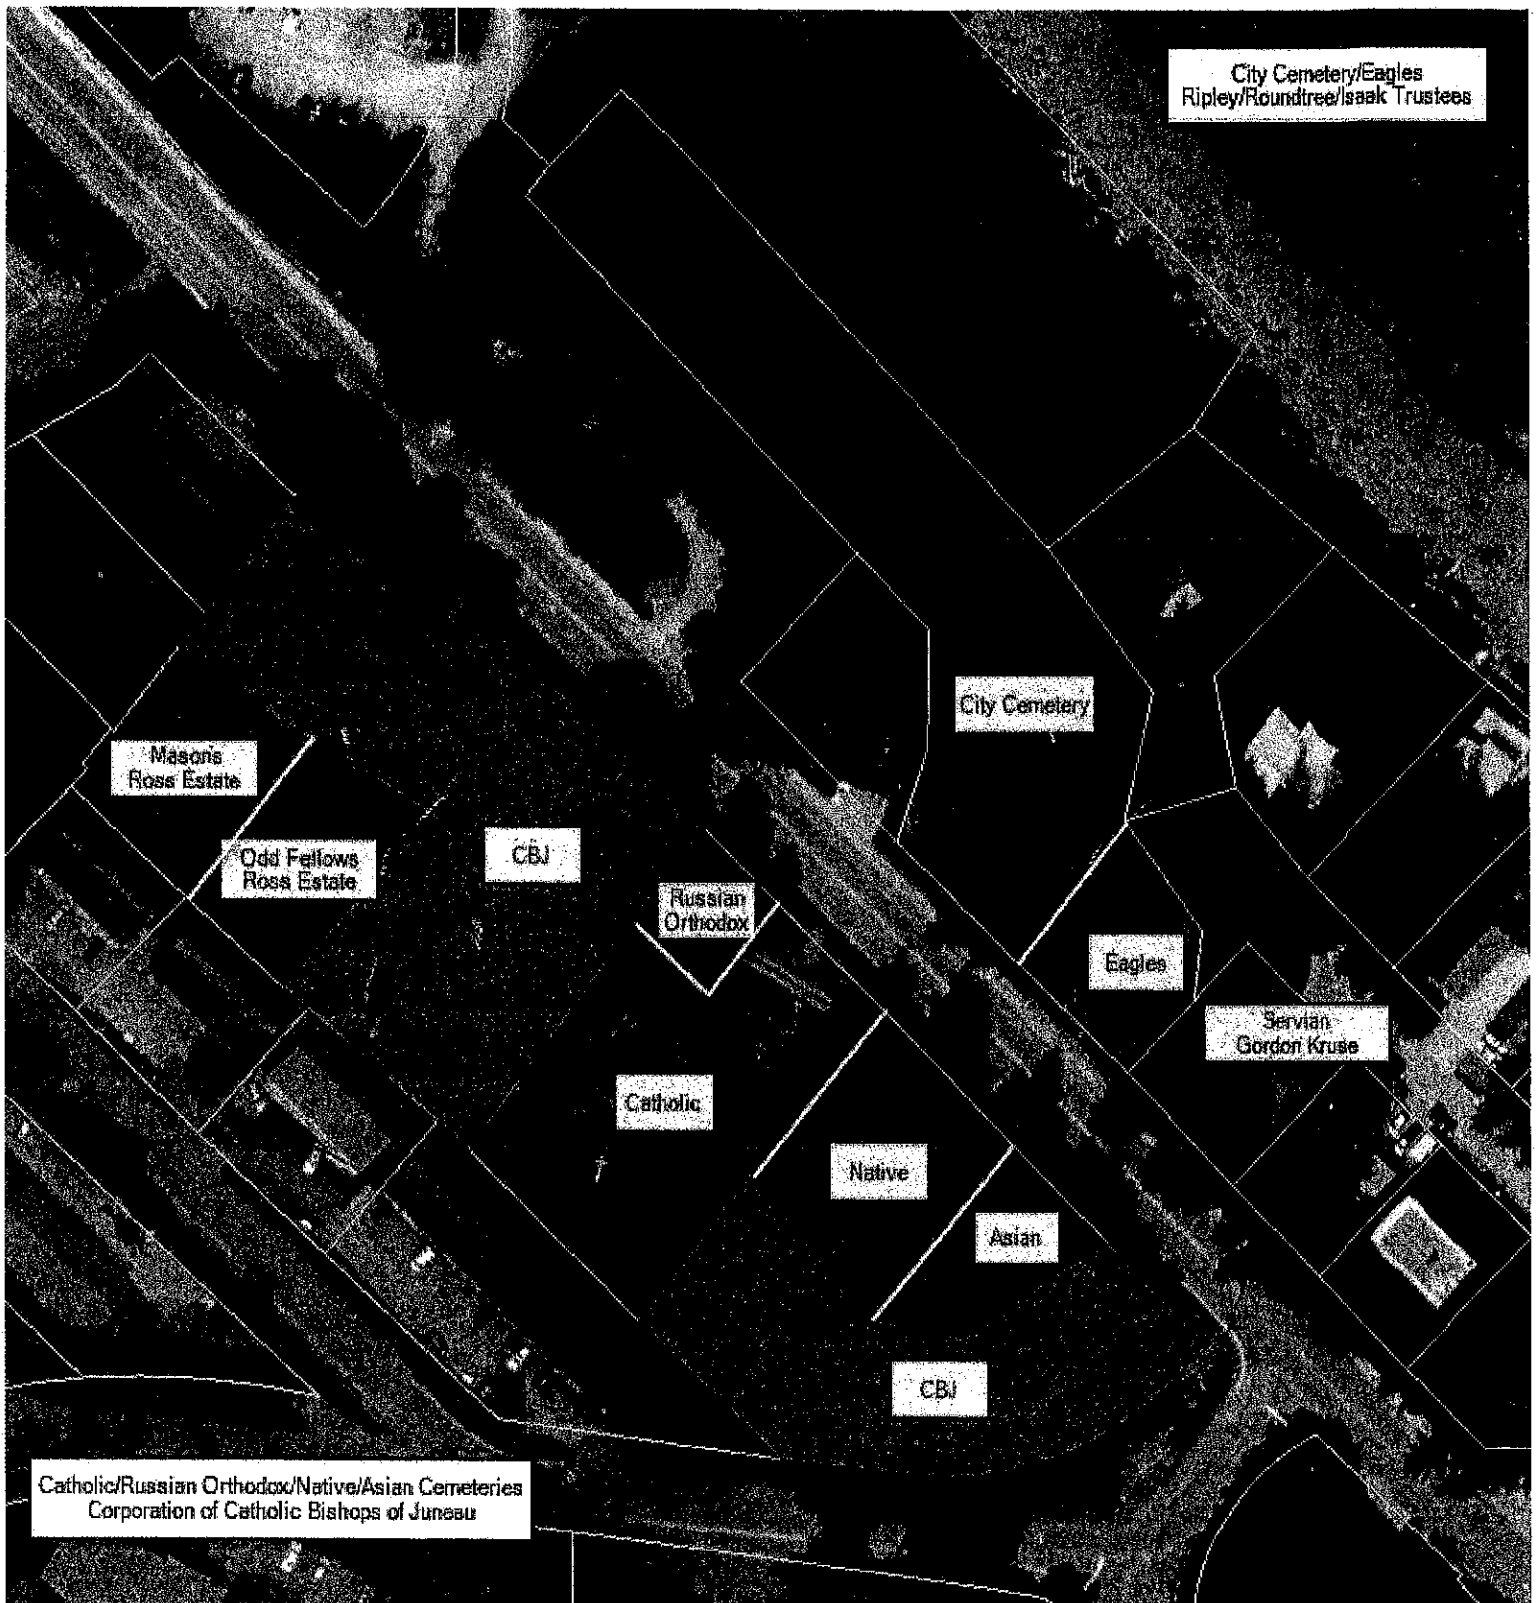 City Cemetery/Eagles
Ripley/Roundtree/Isaak Trustees
City Cemetery
Mason's
Ross Estate
Odd Fellows
Ross Estate
CBJ
Russian
Orthodox
Eagles
Servian
Gordon Kruse
Catholic
Native
Asian
CBJ
Catholic/Russian Orthodox/Native/Asian Cemeteries
Corporation of Catholic Bishops of Juneau